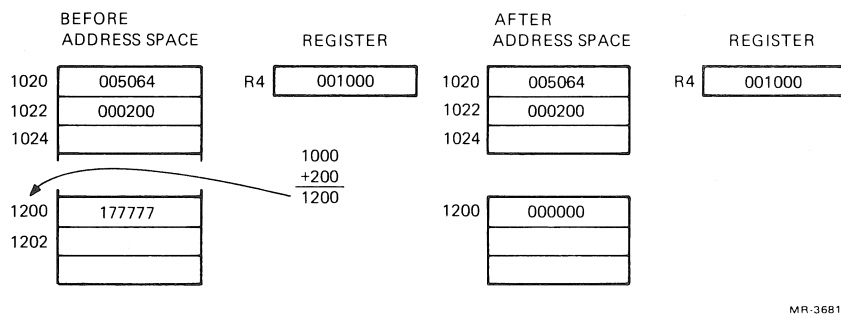 BEFORE
ADDRESS SPACE
REGISTER
AFTER
ADDRESS SPACE
REGISTER
1020 005064
R4 001000
1020 005064
R4 001000
1022 000200
1022 000200
1024
1024
1000
+200
1200
1200 177777
1200 000000
1202
MR-3681